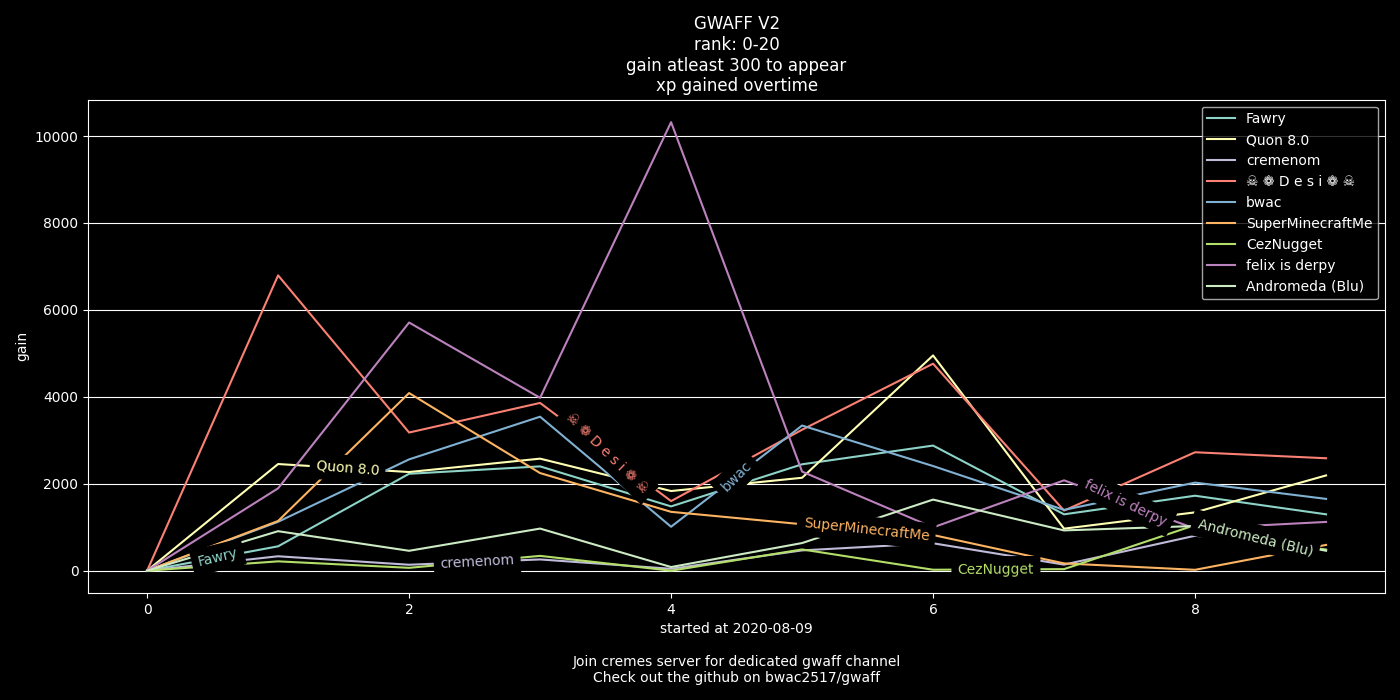 GWAFF V2
rank: 0-20
gain atleast 300 to appear
xp gained overtime
gain
10000
8000
6000
4000
2000
0
Fawry
Quon 8.0
cremenom
☠ ❁ D e s i ❁ ☠
bwac
SuperMinecraftMe
CezNugget
felix is derpy
Andromeda (Blu)
☠ ❁ D e s i ❁ ☠
Quon 8.0
bwac
felix is derpy
SuperMinecraftMe
Andromeda (Blu)
Fawry
cremenom
CezNugget
0 2 4 6 8
started at 2020-08-09
Join cremes server for dedicated gwaff channel
Check out the github on bwac2517/gwaff